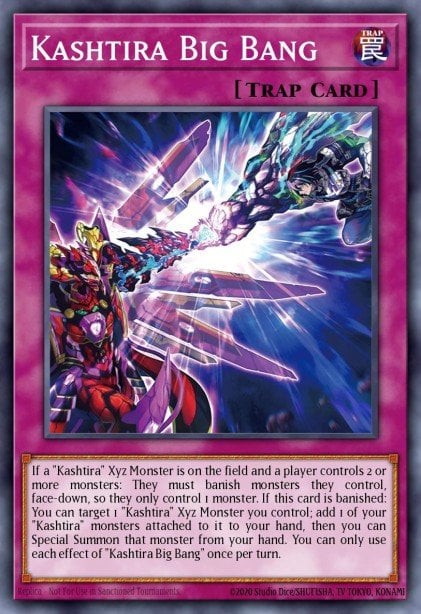 KASHTIRA BIG BANG
TRAP
罠
[TRAP CARD]
If a "Kashtira" Xyz Monster is on the field and a player controls 2 or
more monsters: They must banish monsters they control,
face-down, so they only control 1 monster. If this card is banished:
You can target 1 "Kashtira" Xyz Monster you control; add 1 of your
"Kashtira" monsters attached to it to your hand, then you can
Special Summon that monster from your hand. You can only use
each effect of "Kashtira Big Bang" once per turn.
Replica - Not For Use in Sanctioned Tournaments
©2020 Studio Dice/SHUEISHA, TV TOKYO, KONAMI